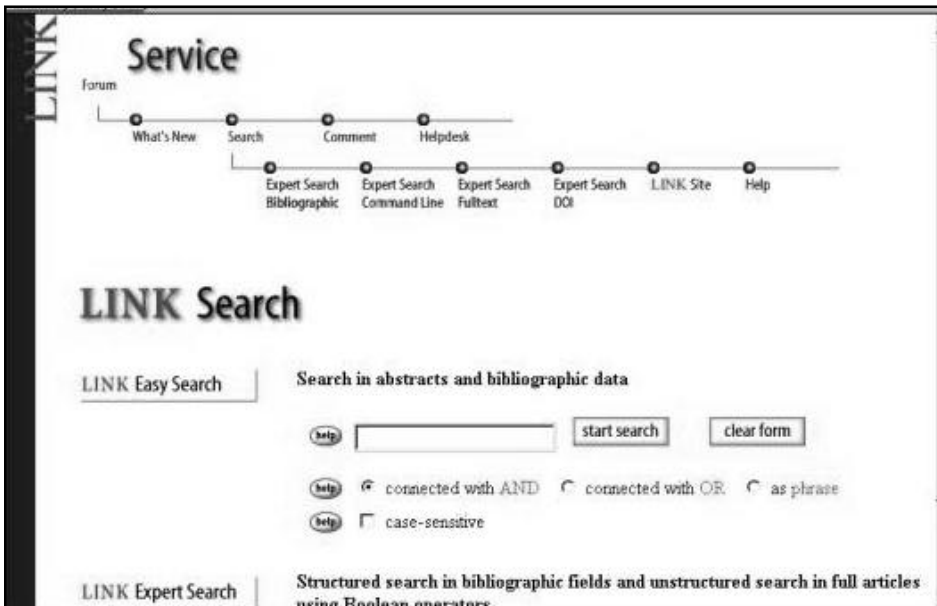 LINK
Service
Forum
What's New Search Comment Helpdesk
Expert Search Expert Search Expert Search Expert Search LINK Site Help
Bibliographic Command Line Fulltext DOI
LINK Search
LINK Easy Search
Search in abstracts and bibliographic data
help start search clear form
help connected with AND connected with OR as phrase
help case-sensitive
LINK Expert Search
Structured search in bibliographic fields and unstructured search in full articles
using Boolean operators